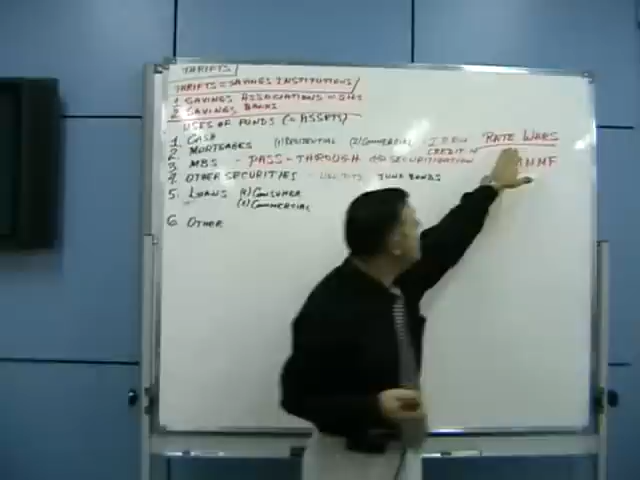 THRIFTS
THRIFTS = SAVINGS INSTITUTIONS
1 SAVINGS ASSOCIATIONS = S&LS
2 SAVINGS BANKS
USES OF FUNDS (= ASSETS)
1 CASH
2 MORTGAGES (1) RESIDENTIAL (2) COMMERCIAL
CREDIT
RATE WARS
3 MBS - PASS-THROUGH SECURITIZATION
MMF
4 OTHER SECURITIES - JUNK BONDS
5. LOANS (1) CONSUMER
(2) COMMERCIAL
6 OTHER